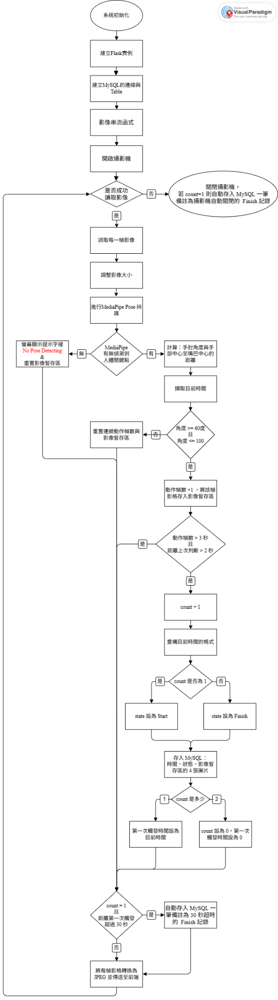 Made with
VisualParadigm
For non-commercial use
系統初始化
建立Flask實例
建立MySQL的連線與
Table
影像串流函式
開啟攝影機
是否成功
讀取影像
否
關閉攝影機，
若 count=1 則自動存入 MySQL 一筆
備註為攝影機自動關閉的 Finish 記錄
是
讀取每一幀影像
調整影像大小
進行MediaPipe Pose 辨
識
MediaPipe
有無偵測到
人體關鍵點
無
螢幕顯示提示字樣
No Pose Detecting
&
重置影像暫存區
有
計算：手肘角度與手
部中心至嘴巴中心的
距離
擷取目前時間
角度 >= 60度
且
角度 <= 100
否
重置連續動作幀數與
影像暫存區
是
動作幀數 +1 ，將該幀
影格存入影像暫存區
動作幀數 > 3 秒
且
距離上次判斷 > 2 秒
是
是
count + 1
重構目前時間的格式
count 是否為 1
是
否
state 設為 Start
state 設為 Finish
存入 MySQL：
時間、狀態、影像暫
存區的 4 張圖片
count 是多少
1
2
第一次觸發時間設為
目前時間
count 設為 0，第一次
觸發時間設為 0
count = 1
且
距離第一次觸發
超過 30 秒
是
自動存入 MySQL 一
筆備註為 30 秒超時
的 Finish 記錄
否
將每幀影格轉換為
JPEG 並傳送至前端